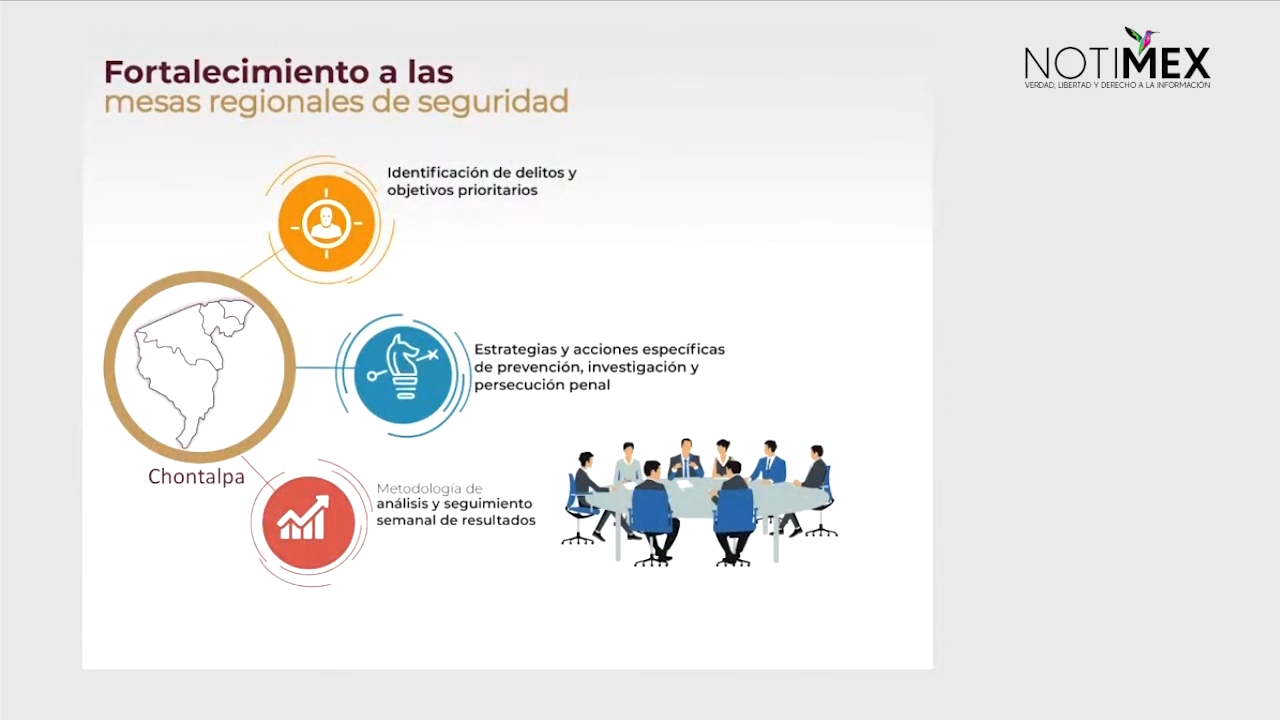 Fortalecimiento a las
mesas regionales de seguridad
NOTIMEX
VERDAD, LIBERTAD Y DERECHO A LA INFORMACIÓN
Identificación de delitos y
objetivos prioritarios
Estrategias y acciones específicas
de prevención, investigación y
persecución penal
Chontalpa
Metodología de
análisis y seguimiento
semanal de resultados